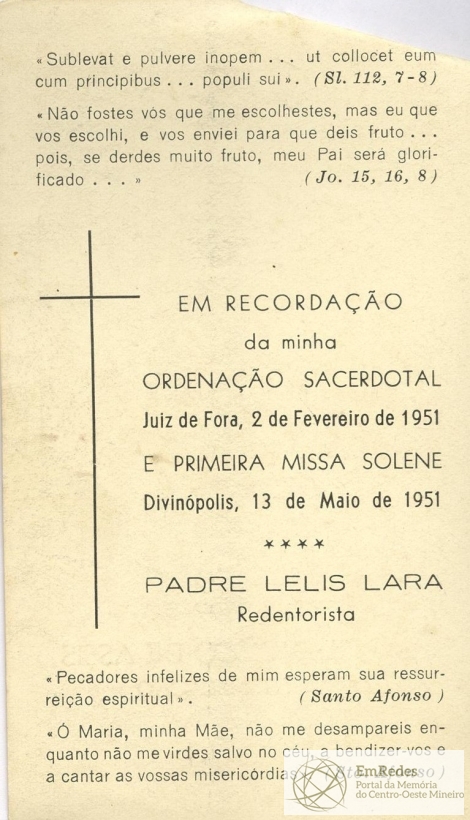 «Sublevat e pulvere inopem ... ut collocet eum
cum principibus ... populi sui». (Sl. 112, 7-8)
«Não fostes vós que me escolhestes, mas eu que
vos escolhi, e vos enviei para que deis fruto ...
pois, se derdes muito fruto, meu Pai será glori-
ficado ...» (Jo. 15, 16, 8)
EM RECORDAÇÃO
da minha
ORDENAÇÃO SACERDOTAL
Juiz de Fora, 2 de Fevereiro de 1951
E PRIMEIRA MISSA SOLENE
Divinópolis, 13 de Maio de 1951
★★★★
PADRE LELIS LARA
Redentorista
«Pecadores infelizes de mim esperam sua ressur-
reição espiritual». (Santo Afonso)
«Ó Maria, minha Mãe, não me desampareis en-
quanto não me virdes salvo no céu, a bendizer-vos e
a cantar as vossas misericórdias
EmRedes
Portal da Memória
do Centro-Oeste Mineiro